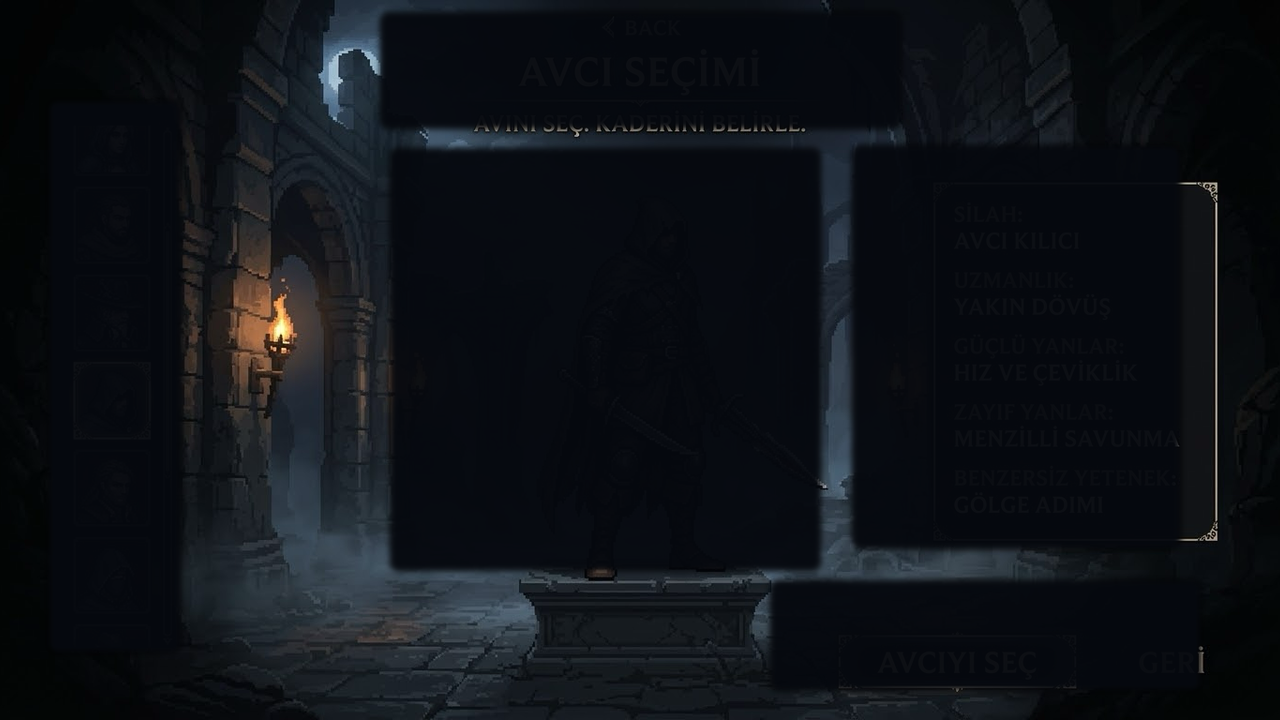 BACK
AVCI SEÇİMİ
AVINI SEÇ. KADERİNİ BELİRLE.
SİLAH:
AVCI KILICI
UZMANLIK:
YAKIN DÖVÜŞ
GÜÇLÜ YANLAR:
HIZ VE ÇEVİKLİK
ZAYIF YANLAR:
MENZİLLİ SAVUNMA
BENZERSİZ YETENEK:
GÖLGE ADIMI
AVCIYI SEÇ
GERİ